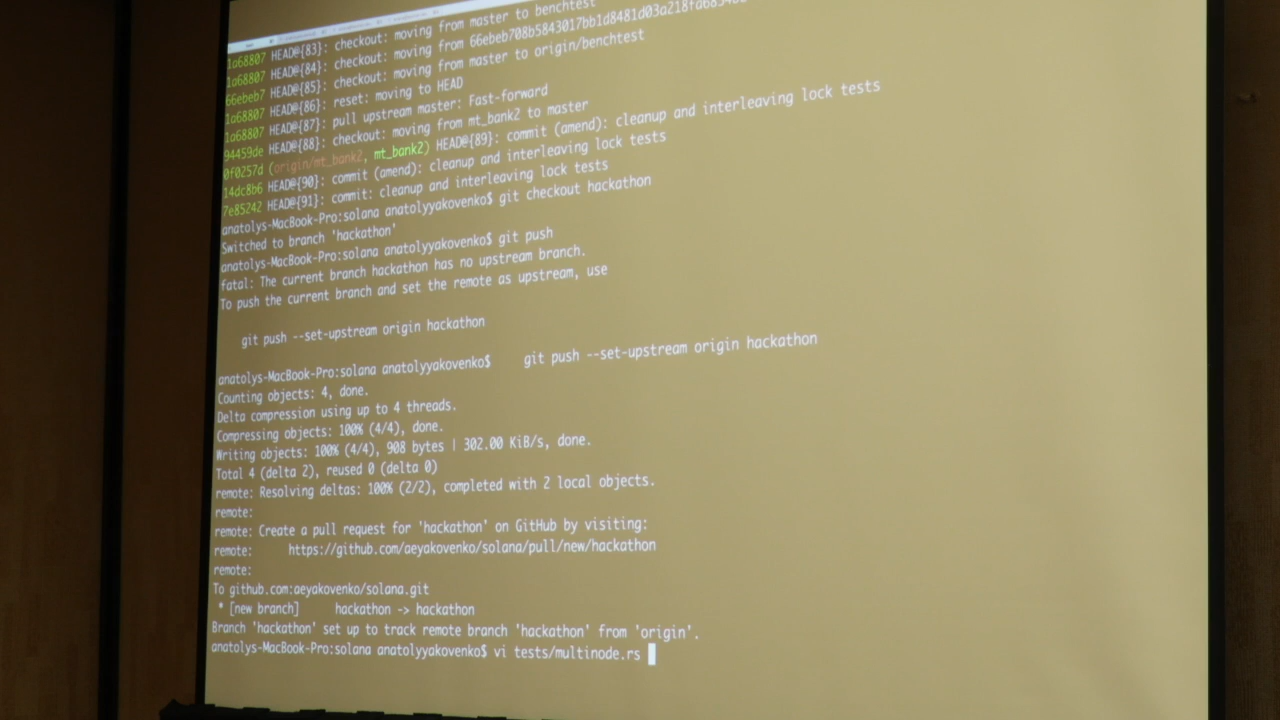 1a68807 HEAD@{83}: checkout: moving from master to benchtest
1a68807 HEAD@{84}: checkout: moving from 66ebeb708b5843017bb1d8481d03a218fd
66ebeb7 HEAD@{85}: checkout: moving from master to origin/benchtest
1a68807 HEAD@{86}: reset: moving to HEAD
1a68807 HEAD@{87}: pull upstream master: Fast-forward
94459de HEAD@{88}: checkout: moving from mt_bank2 to master
0f0257d (origin/mt_bank2, mt_bank2) HEAD@{89}: commit (amend): cleanup and interleaving lock tests
14dc8b6 HEAD@{90}: commit (amend): cleanup and interleaving lock tests
7e85242 HEAD@{91}: commit: cleanup and interleaving lock tests
anatolys-MacBook-Pro:solana anatolyyakovenko$ git checkout hackathon
Switched to branch 'hackathon'
anatolys-MacBook-Pro:solana anatolyyakovenko$ git push
fatal: The current branch hackathon has no upstream branch.
To push the current branch and set the remote as upstream, use
git push --set-upstream origin hackathon
anatolys-MacBook-Pro:solana anatolyyakovenko$ git push --set-upstream origin hackathon
Counting objects: 4, done.
Delta compression using up to 4 threads.
Compressing objects: 100% (4/4), done.
Writing objects: 100% (4/4), 908 bytes | 302.00 KiB/s, done.
Total 4 (delta 2), reused 0 (delta 0)
remote: Resolving deltas: 100% (2/2), completed with 2 local objects.
remote:
remote: Create a pull request for 'hackathon' on GitHub by visiting:
remote: https://github.com/aeyakovenko/solana/pull/new/hackathon
remote:
To github.com:aeyakovenko/solana.git
* [new branch] hackathon -> hackathon
Branch 'hackathon' set up to track remote branch 'hackathon' from 'origin'.
anatolys-MacBook-Pro:solana anatolyyakovenko$ vi tests/multinode.rs